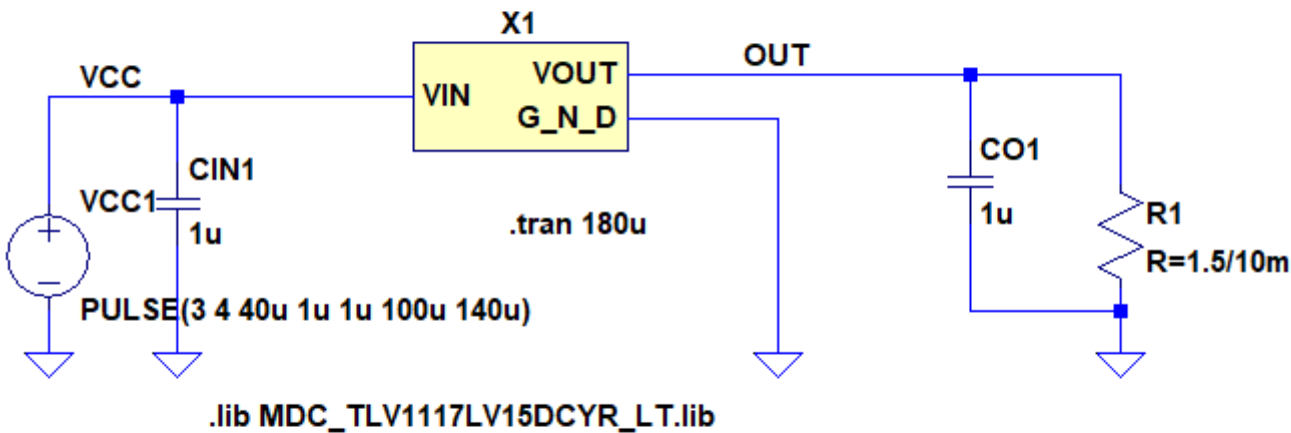 X1
VCC
VIN
VOUT
OUT
G_N_D
CIN1
VCC1
1u
.tran 180u
CO1
1u
R1
R=1.5/10m
PULSE(3 4 40u 1u 1u 100u 140u)
.lib MDC_TLV1117LV15DCYR_LT.lib